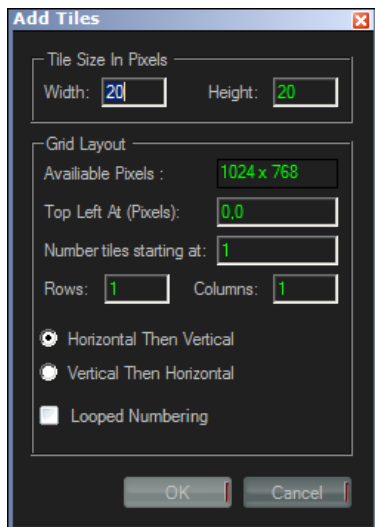 Add Tiles
Tile Size In Pixels
Width: 20 Height: 20
Grid Layout
Availiable Pixels : 1024 x 768
Top Left At (Pixels): 0,0
Number tiles starting at: 1
Rows: 1 Columns: 1
Horizontal Then Vertical
Vertical Then Horizontal
Looped Numbering
OK Cancel